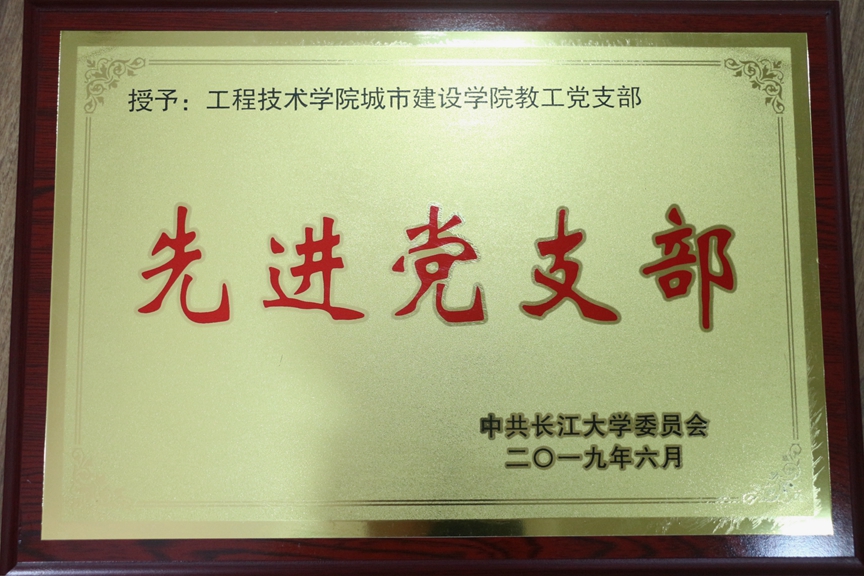 授予：工程技术学院城市建设学院教工党支部
先进党支部
中共长江大学委员会
二〇一九年六月